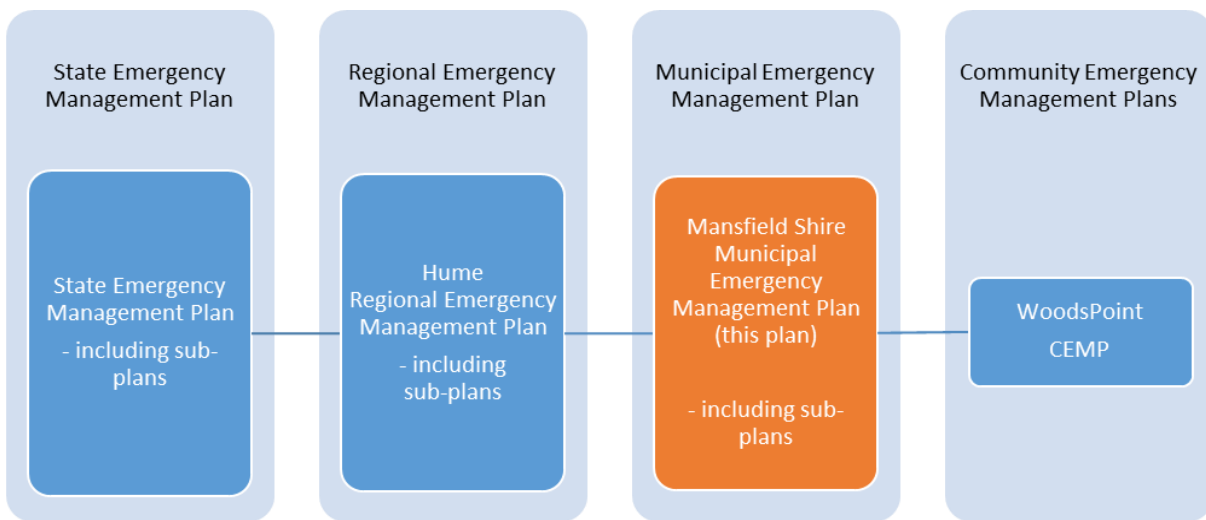 State Emergency
Management Plan
Regional Emergency
Management Plan
Municipal Emergency
Management Plan
Community Emergency
Management Plans
State Emergency
Management Plan
- including sub-
plans
Hume
Regional Emergency
Management Plan
- including
sub-plans
Mansfield Shire
Municipal
Emergency
Management Plan
(this plan)
- including sub-
plans
WoodsPoint
CEMP